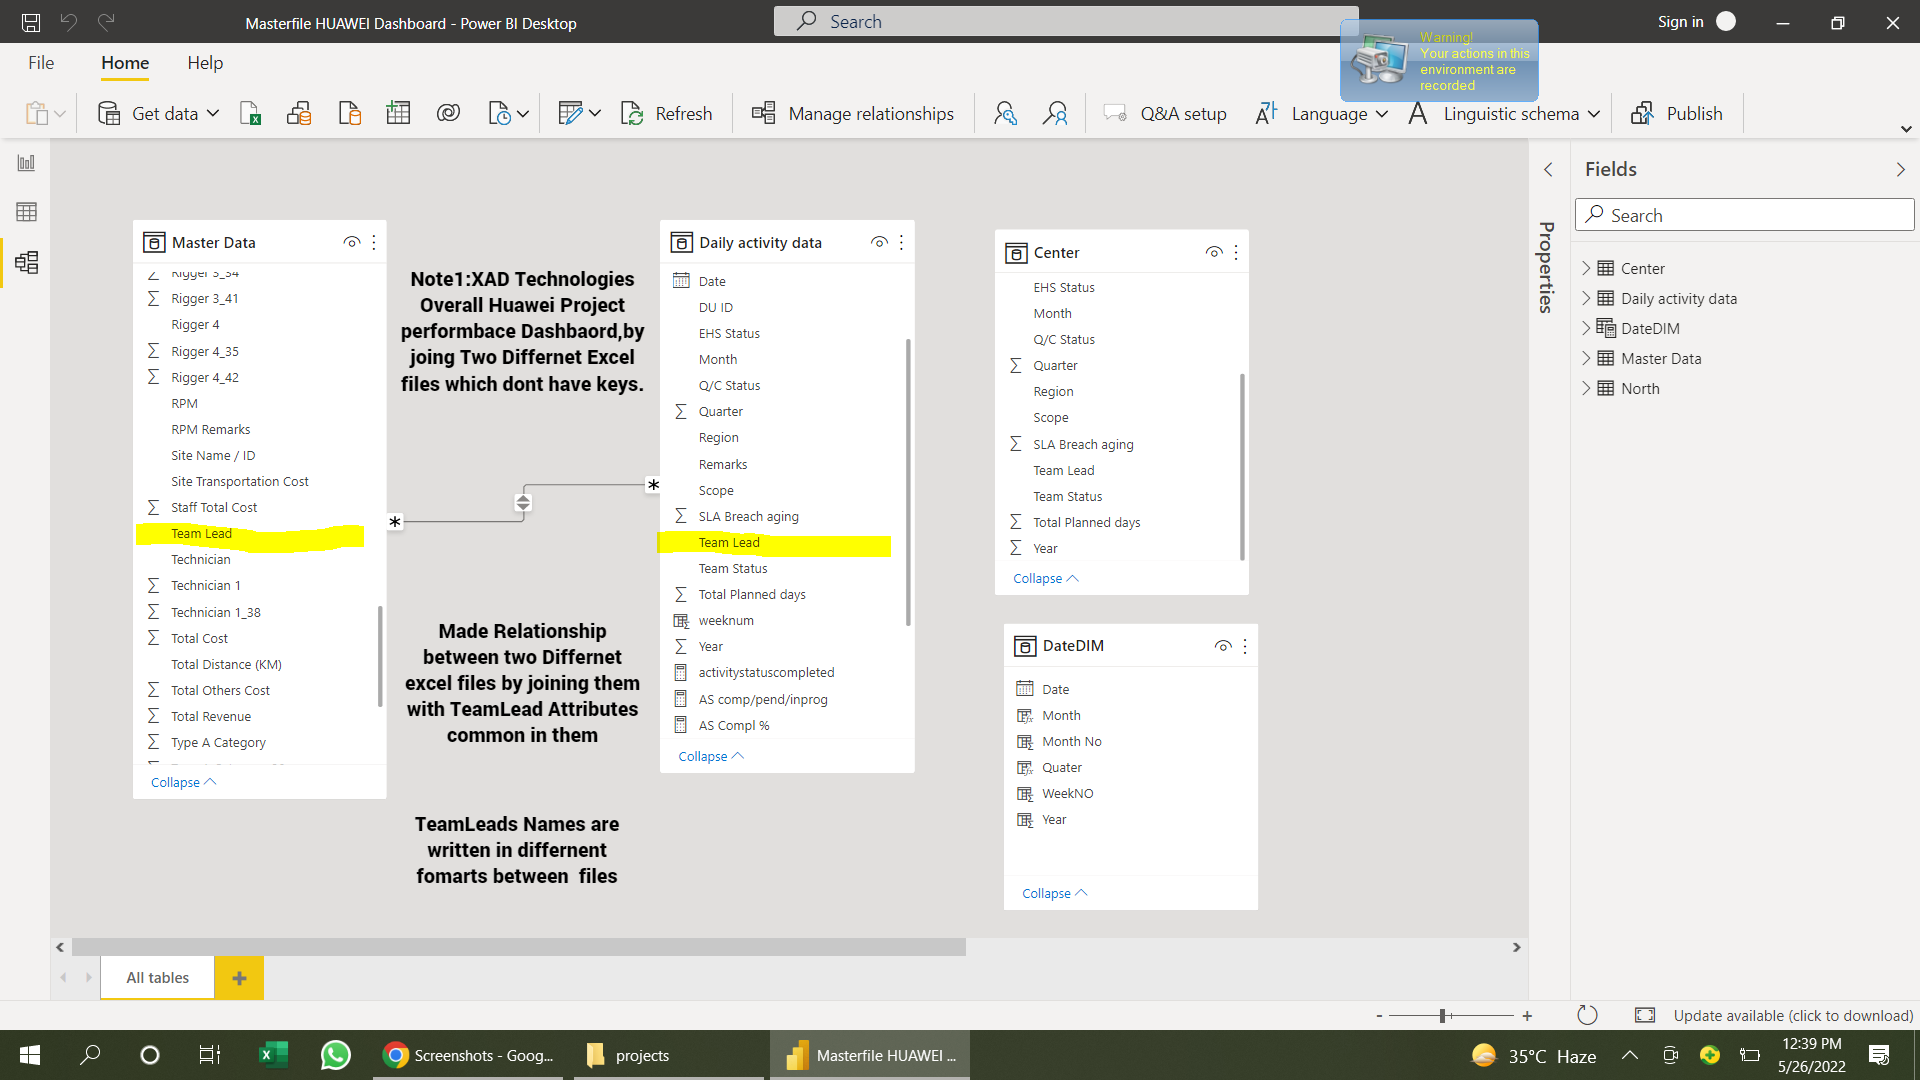 Masterfile HUAWEI Dashboard - Power BI Desktop
Search
Sign in
Warning!
Your actions in this
environment are
recorded
File
Home
Help
Get data
Refresh
Manage relationships
Q&A setup
Language
Linguistic schema
Publish
Master Data
Rigger 3_34
Rigger 3_41
Rigger 4
Rigger 4_35
Rigger 4_42
RPM
RPM Remarks
Site Name / ID
Site Transportation Cost
Staff Total Cost
Team Lead
Technician
Technician 1
Technician 1_38
Total Cost
Total Distance (KM)
Total Others Cost
Total Revenue
Type A Category
Collapse
Note1:XAD Technologies
Overall Huawei Project
performbace Dashbaord,by
joing Two Differnet Excel
files which dont have keys.
Made Relationship
between two Differnet
excel files by joining them
with TeamLead Attributes
common in them
TeamLeads Names are
written in differnent
fomarts between  files
Daily activity data
Date
DU ID
EHS Status
Month
Q/C Status
Quarter
Region
Remarks
Scope
SLA Breach aging
Team Lead
Team Status
Total Planned days
weeknum
Year
activitystatuscompleted
AS comp/pend/inprog
AS Compl %
Collapse
Center
EHS Status
Month
Q/C Status
Quarter
Region
Scope
SLA Breach aging
Team Lead
Team Status
Total Planned days
Year
Collapse
DateDIM
Date
Month
Month No
Quater
WeekNO
Year
Collapse
Properties
Fields
Search
Center
Daily activity data
DateDIM
Master Data
North
All tables
Update available (click to download)
Screenshots - Goog...
projects
Masterfile HUAWEI ...
35°C Haze
12:39 PM
5/26/2022